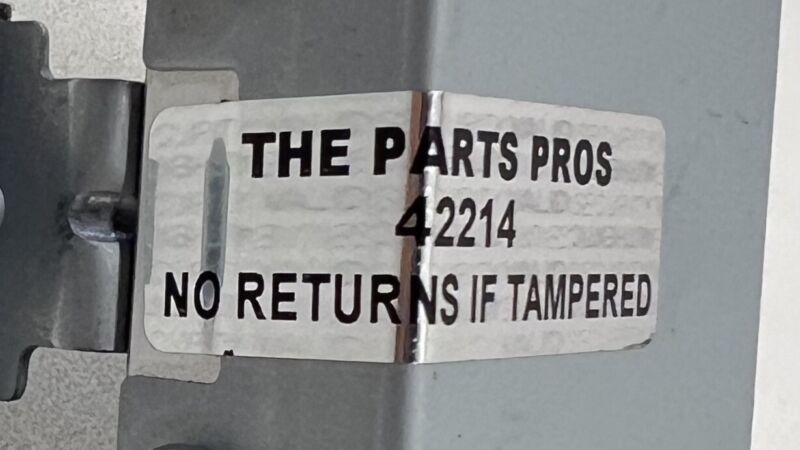 THE PARTS PROS
42214
NO RETURNS IF TAMPERED